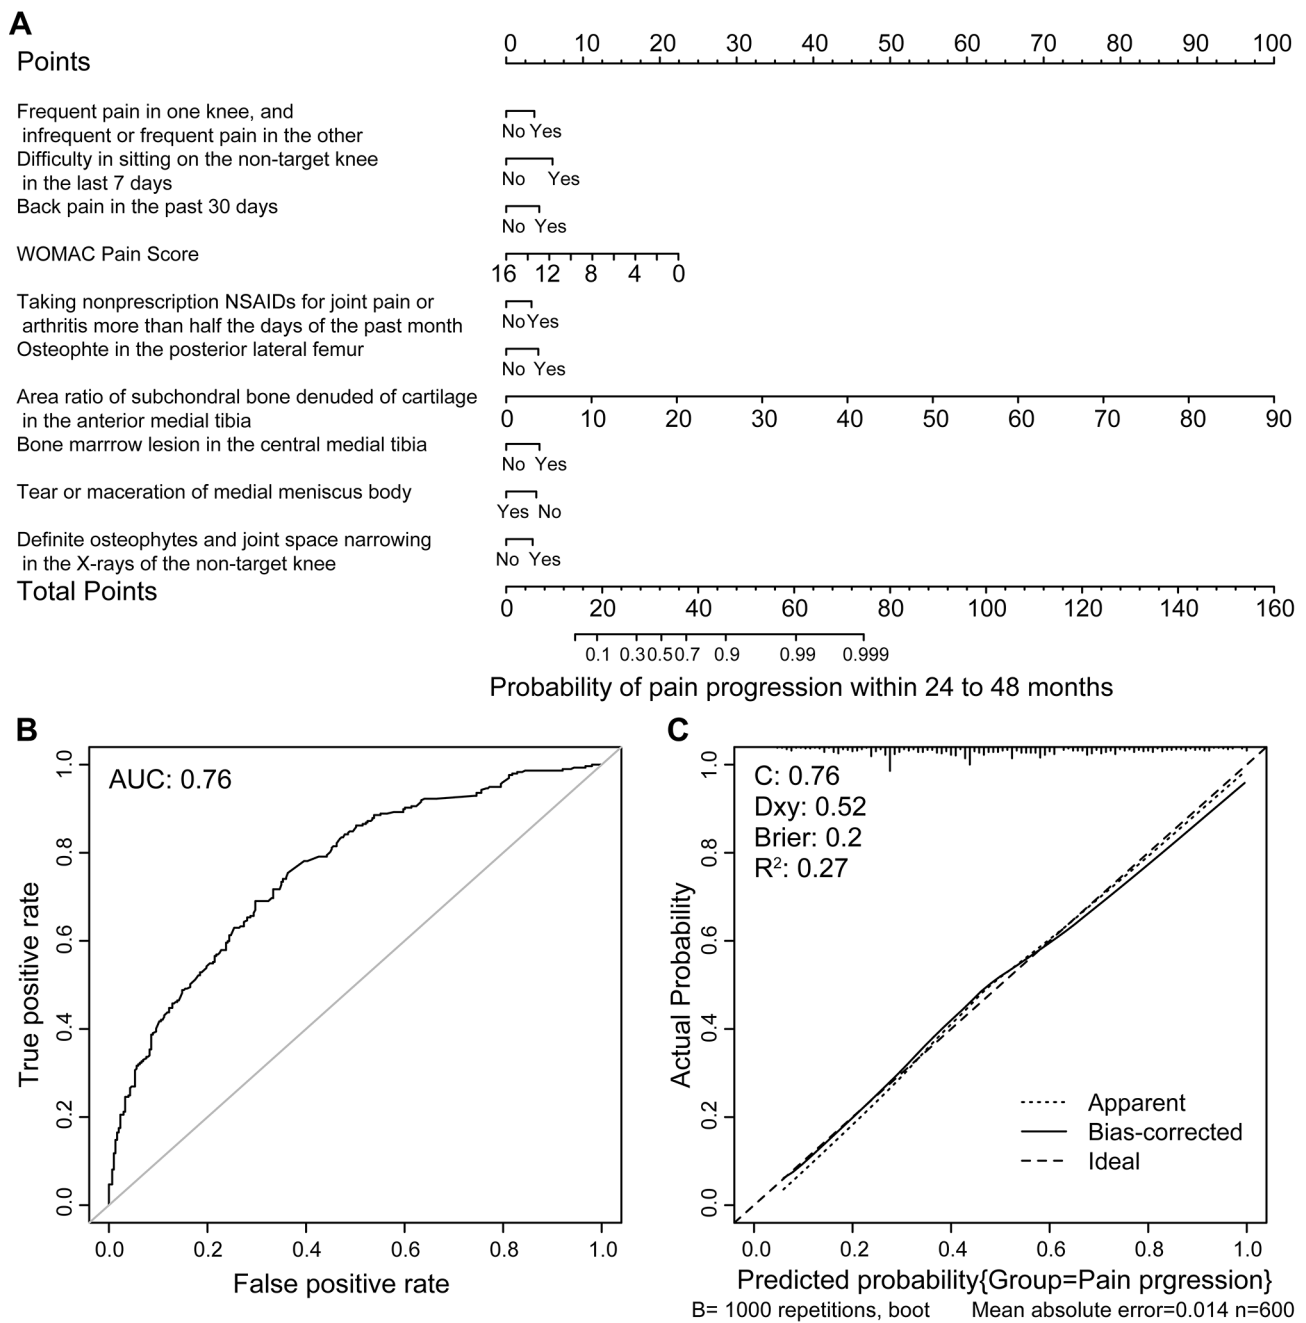 A
Points
0 10 20 30 40 50 60 70 80 90 100
Frequent pain in one knee, and
infrequent or frequent pain in the other
No Yes
Difficulty in sitting on the non-target knee
in the last 7 days
No Yes
Back pain in the past 30 days
No Yes
WOMAC Pain Score
16 12 8 4 0
Taking nonprescription NSAIDs for joint pain or
arthritis more than half the days of the past month
No Yes
Osteophte in the posterior lateral femur
No Yes
Area ratio of subchondral bone denuded of cartilage
in the anterior medial tibia
0 10 20 30 40 50 60 70 80 90
Bone marrrow lesion in the central medial tibia
No Yes
Tear or maceration of medial meniscus body
Yes No
Definite osteophytes and joint space narrowing
in the X-rays of the non-target knee
No Yes
Total Points
0 20 40 60 80 100 120 140 160
0.1 0.3 0.5 0.7 0.9 0.99 0.999
Probability of pain progression within 24 to 48 months
B
AUC: 0.76
True positive rate
1.0
0.8
0.6
0.4
0.2
0.0
0.0 0.2 0.4 0.6 0.8 1.0
False positive rate
C
C: 0.76
Dxy: 0.52
Brier: 0.2
R²: 0.27
Actual Probability
1.0
0.8
0.6
0.4
0.2
0.0
Apparent
Bias-corrected
Ideal
0.0 0.2 0.4 0.6 0.8 1.0
Predicted probability{Group=Pain prgression}
B= 1000 repetitions, boot Mean absolute error=0.014 n=600